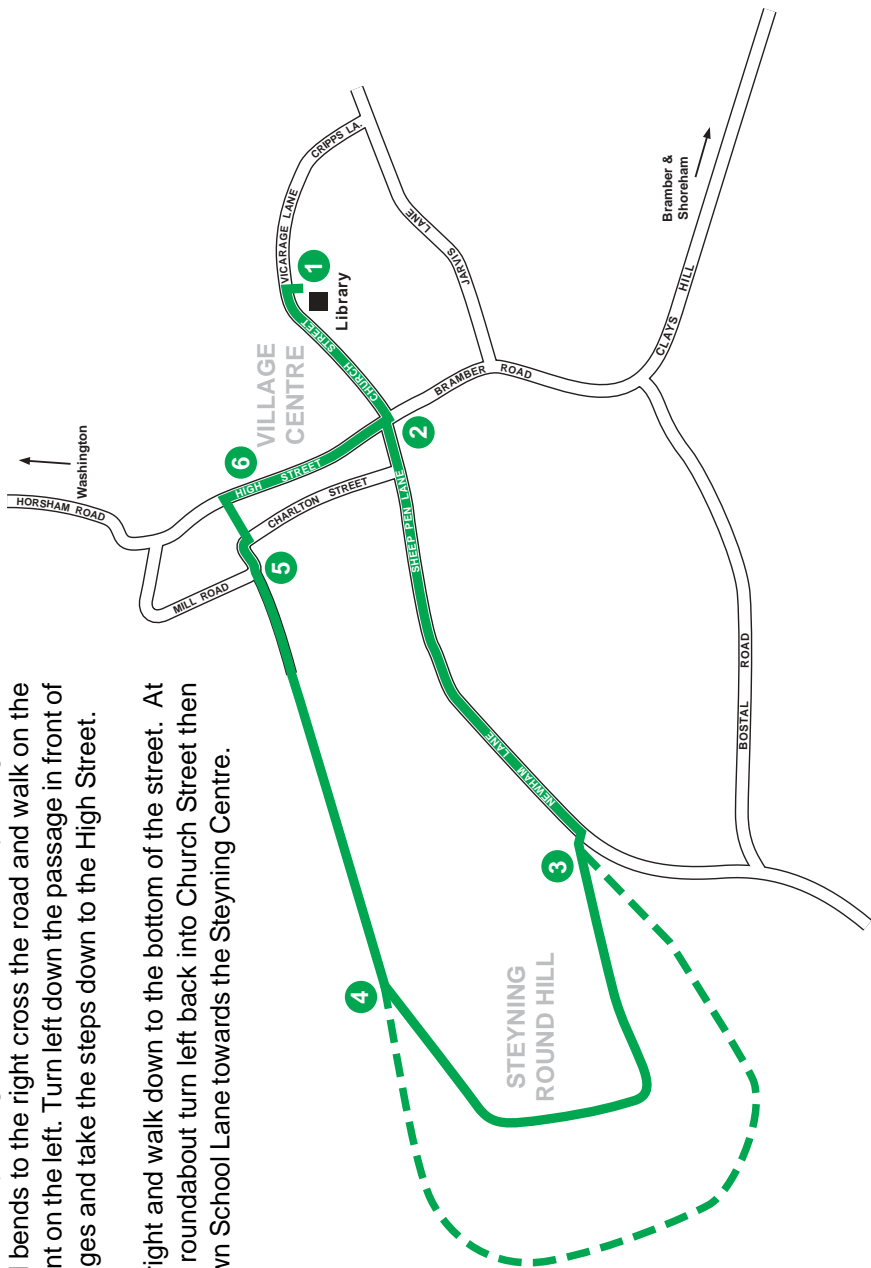 bends to the right cross the road and walk on the
on the left. Turn left down the passage in front of
and take the steps down to the High Street.
and walk down to the bottom of the street. At
roundabout turn left back into Church Street then
School Lane towards the Steyning Centre.
Washington
HORSHAM ROAD
MILL ROAD
6
HIGH STREET
VILLAGE
CENTRE
5
CHARLTON STREET
VICARAGE LANE
CRIPPS LA.
1
Library
CHURCH STREET
JARVIS LANE
2
BRAMBER ROAD
SHEEP PEN LANE
NEWHAM LANE
CLAYS HILL
Bramber &
Shoreham
BOSTAL ROAD
3
4
STEYNING
ROUND HILL